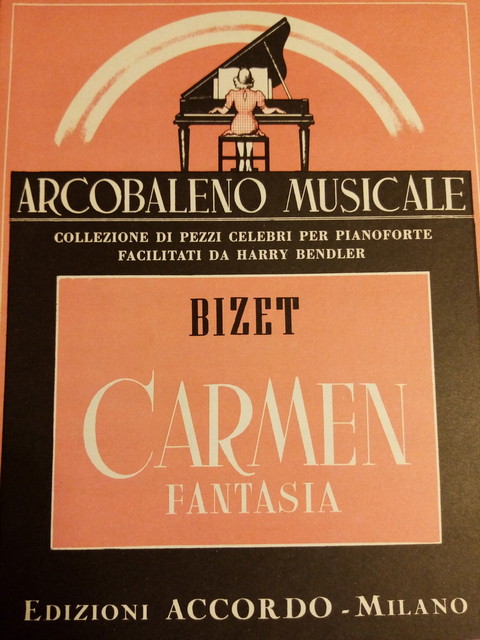 ARCOBALENO MUSICALE
COLLEZIONE DI PEZZI CELEBRI PER PIANOFORTE
FACILITATI DA HARRY BENDLER
BIZET
CARMEN
FANTASIA
EDIZIONI ACCORDO - MILANO